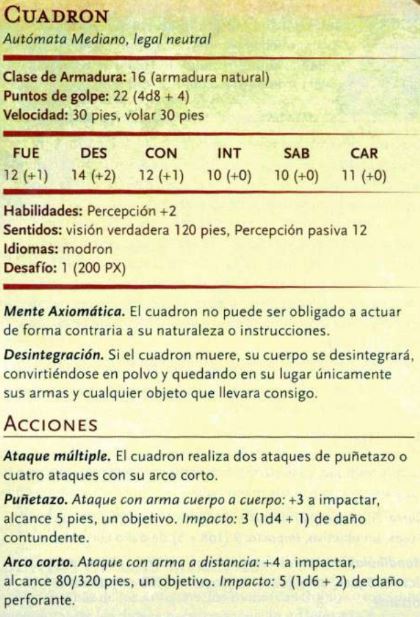 CUADRON
Autómata Mediano, legal neutral
Clase de Armadura: 16 (armadura natural)
Puntos de golpe: 22 (4d8 + 4)
Velocidad: 30 pies, volar 30 pies
FUE DES CON INT SAB CAR
12 (+1) 14 (+2) 12 (+1) 10 (+0) 10 (+0) 11 (+0)
Habilidades: Percepción +2
Sentidos: visión verdadera 120 pies, Percepción pasiva 12
Idiomas: modron
Desafío: 1 (200 PX)
Mente Axiomática. El cuadron no puede ser obligado a actuar
de forma contraria a su naturaleza o instrucciones.
Desintegración. Si el cuadron muere, su cuerpo se desintegrará,
convirtiéndose en polvo y quedando en su lugar únicamente
sus armas y cualquier objeto que llevara consigo.
ACCIONES
Ataque múltiple. El cuadron realiza dos ataques de puñetazo o
cuatro ataques con su arco corto.
Puñetazo. Ataque con arma cuerpo a cuerpo: +3 a impactar,
alcance 5 pies, un objetivo. Impacto: 3 (1d4 + 1) de daño
contundente.
Arco corto. Ataque con arma a distancia: +4 a impactar,
alcance 80/320 pies, un objetivo. Impacto: 5 (1d6 + 2) de daño
perforante.